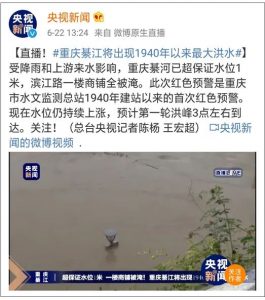 央视新闻
央视新闻
6-22 13:24 来自 微博原生直播
【直播!#重庆綦江将出现1940年以来最大洪水#】
受降雨和上游来水影响,重庆綦河已超保证水位1
米,滨江路一楼商铺全被淹。此次红色预警是重庆
市水文监测总站1940年建站以来的首次红色预警。
现在水位仍持续上涨,预计第一轮洪峰3点左右到
达。关注!(总台央视记者陈杨 王宏超)央视新
闻的微博视频 .
央视
新闻
重庆
綦江
超保证水位1米 一楼商铺全被淹!重庆綦江将出现
央视新闻
关注
作者